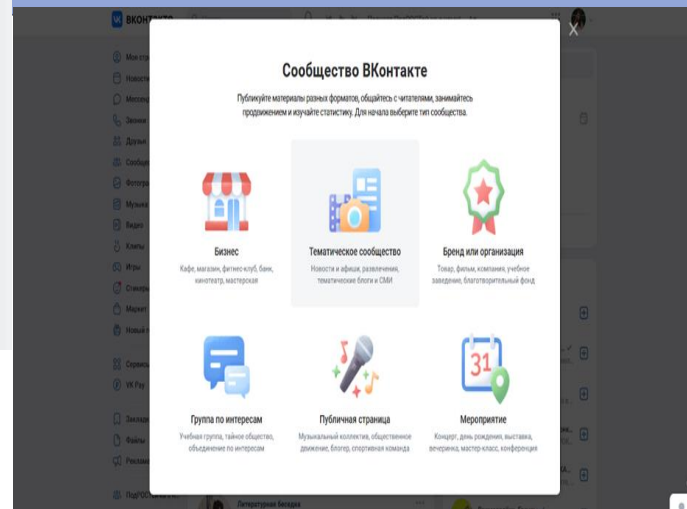 ВКОНТАКТЕ
Сообщество ВКонтакте
Публикуйте материалы разных форматов, общайтесь с читателями, занимайтесь
продвижением и изучайте статистику. Для начала выберите тип сообщества.
Бизнес
Кафе, магазин, фитнес-клуб, банк,
кинотеатр, мастерская
Тематическое сообщество
Новости и афиши, развлечения,
тематические блоги и СМИ
Бренд или организация
Товар, фильм, компания, учебное
заведение, благотворительный фонд
31
Группа по интересам
Учебная группа, тайное общество,
объединение по интересам
Публичная страница
Музыкальный коллектив, общественное
движение, блогер, спортивная команда
Мероприятие
Концерт, день рождения, выставка,
вечеринка, мастер-класс, конференция
Новости
Звонки
Друзья
Музыка
Видео
Клипы
Игры
Маркет
VK Pay
Файлы
Литературная Беседка